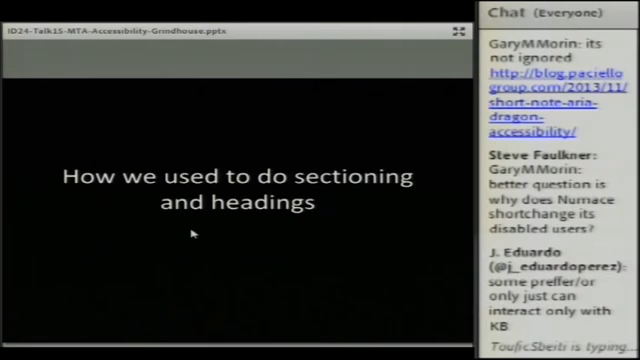 ID24-Talk15-MTA-Accessibility-Grindhouse.pptx
How we used to do sectioning
and headings
Chat (Everyone)
GaryMMorin: its
not ignored
http://blog.paciello
group.com/2013/11/
short-note-aria-
dragon-
accessibility/
Steve Faulkner:
GaryMMorin:
better question is
why does Numace
shortchange its
disabled users?
J. Eduardo
(@j_eduardoperez):
some preffer/or
only just can
interact only with
KB
TouficSbeiti is typing...